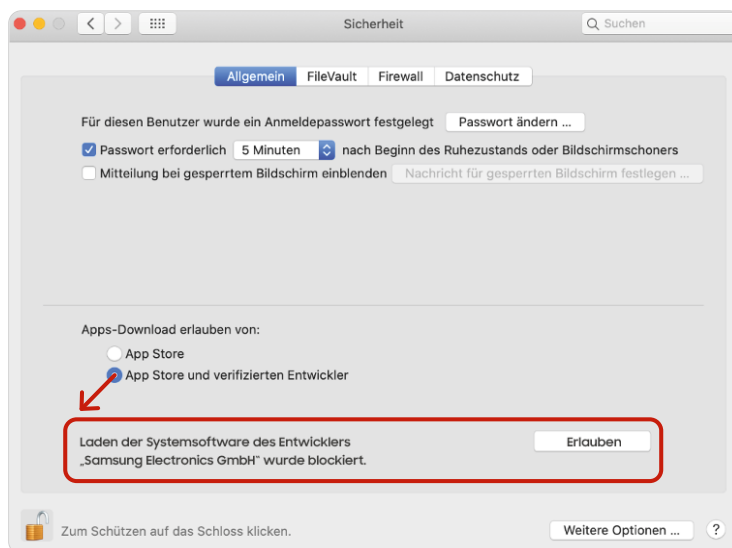 Sicherheit
Suchen
Allgemein FileVault Firewall Datenschutz
Für diesen Benutzer wurde ein Anmeldepasswort festgelegt Passwort ändern ...
Passwort erforderlich 5 Minuten nach Beginn des Ruhezustands oder Bildschirmschoners
Mitteilung bei gesperrtem Bildschirm einblenden Nachricht für gesperrten Bildschirm festlegen ...
Apps-Download erlauben von:
App Store
App Store und verifizierten Entwickler
Laden der Systemsoftware des Entwicklers
„Samsung Electronics GmbH" wurde blockiert.
Erlauben
Zum Schützen auf das Schloss klicken.
Weitere Optionen ... ?